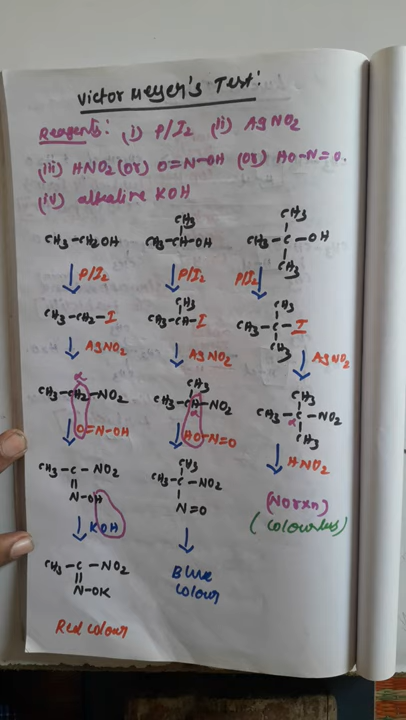 Victor Meyer's Test:
Reagents: (i) P/I2 (ii) AgNO2
(iii) HNO2 (or) O=N-OH (or) HO-N=O.
(iv) alkaline KOH
CH3 CH3
CH3-CH2OH CH3-CH-OH CH3-C-OH
CH3
P/I2 P/I2 P/I2
CH3 CH3
CH3-CH2-I CH3-CH-I CH3-C-I
CH3
AgNO2 AgNO2 AgNO2
α CH3 CH3
CH3-CH2-NO2 CH3-CH-NO2 CH3-C-NO2
α α CH3
O=N-OH HO-N=O HNO2
CH3
CH3-C-NO2 CH3-C-NO2 (No rxn)
N-OH N=O (Colourless)
KOH
CH3-C-NO2 Blue
N-OK colour
Red colour